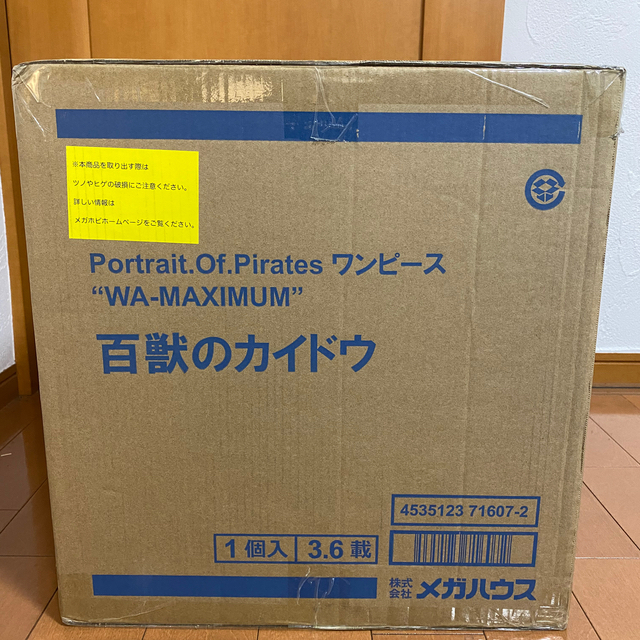 ※本商品を取り出す際は
ツノやヒゲの破損にご注意ください。
詳しい情報は
メガホビホームページをご覧ください。
Portrait.Of.Pirates ワンピース
“WA-MAXIMUM”
百獣のカイドウ
4535123 71607-2
1個入 3.6載
株式会社 メガハウス